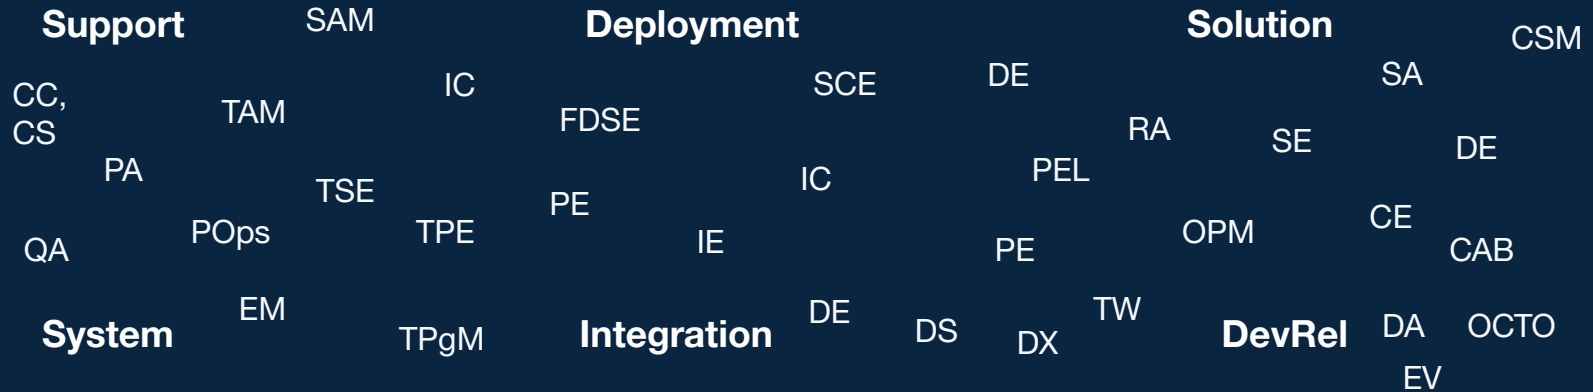 Support
SAM
Deployment
Solution
CSM
CC,
CS
TAM
IC
FDSE
SCE
DE
RA
SA
SE
DE
PA
TSE
PE
IC
PEL
QA
POps
TPE
IE
PE
OPM
CE
CAB
System
EM
TPgM
Integration
DE
DS
DX
TW
DevRel
DA
OCTO
EV